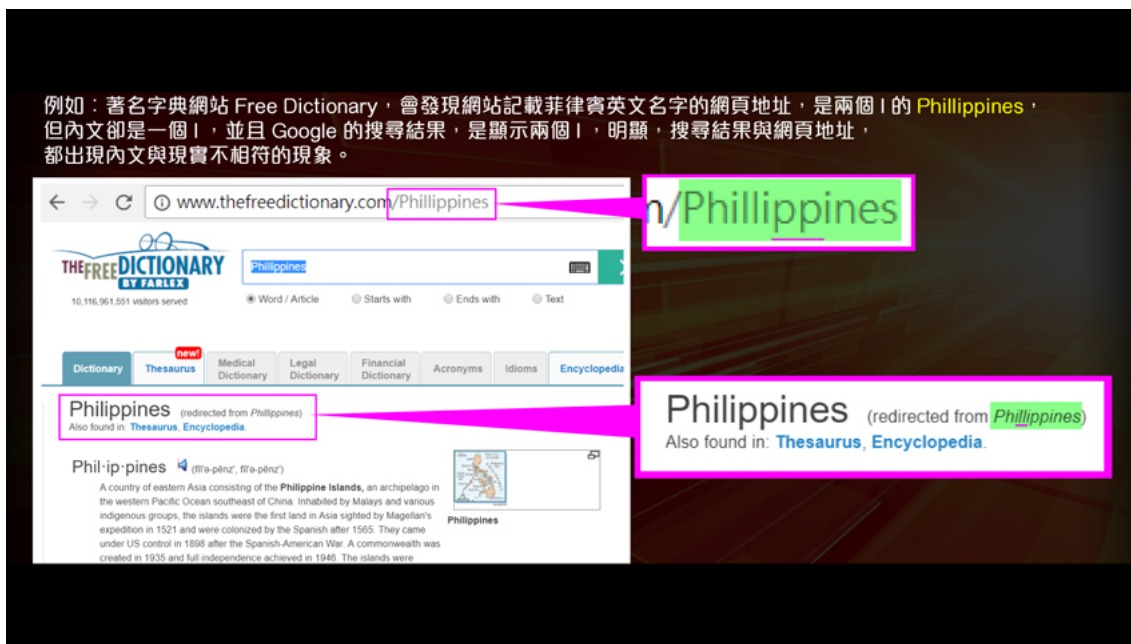 例如：著名字典網站 Free Dictionary，會發現網站記載菲律賓英文名字的網頁地址，是兩個 l 的 Phillippines，
但內文卻是一個 l ，並且 Google 的搜尋結果，是顯示兩個 l ，明顯，搜尋結果與網頁地址，
都出現內文與現實不相符的現象。
www.thefreedictionary.com/Phillippines
n/Phillippines
THE FREE DICTIONARY
BY FARLEX
Phillippines
10,116,961,551 visitors served
Word / Article Starts with Ends with Text
new!
Dictionary Thesaurus Medical Dictionary Legal Dictionary Financial Dictionary Acronyms Idioms Encyclopedia
Philippines (redirected from Phillippines)
Also found in: Thesaurus, Encyclopedia.
Philippines (redirected from Phillippines)
Also found in: Thesaurus, Encyclopedia.
Phil·ip·pines (fĭl′ə-pēnz′, fĭl′ə-pēnz′)
A country of eastern Asia consisting of the Philippine Islands, an archipelago in
the western Pacific Ocean southeast of China. Inhabited by Malays and various
indigenous groups, the islands were the first land in Asia sighted by Magellan's
expedition in 1521 and were colonized by the Spanish after 1565. They came
under US control in 1898 after the Spanish-American War. A commonwealth was
created in 1935 and full independence achieved in 1946. The islands were
Philippines